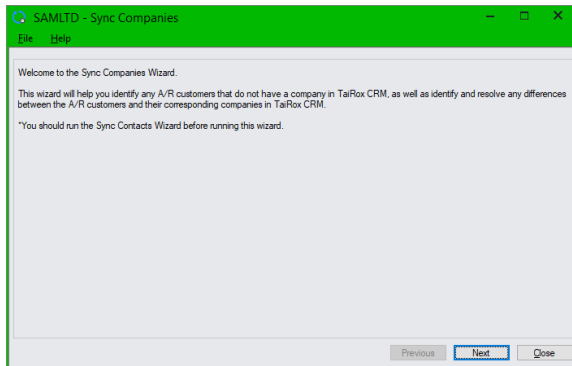 SAMLTD - Sync Companies
File Help
Welcome to the Sync Companies Wizard.
This wizard will help you identify any A/R customers that do not have a company in TaiRox CRM, as well as identify and resolve any differences
between the A/R customers and their corresponding companies in TaiRox CRM.
*You should run the Sync Contacts Wizard before running this wizard.
Previous Next Close